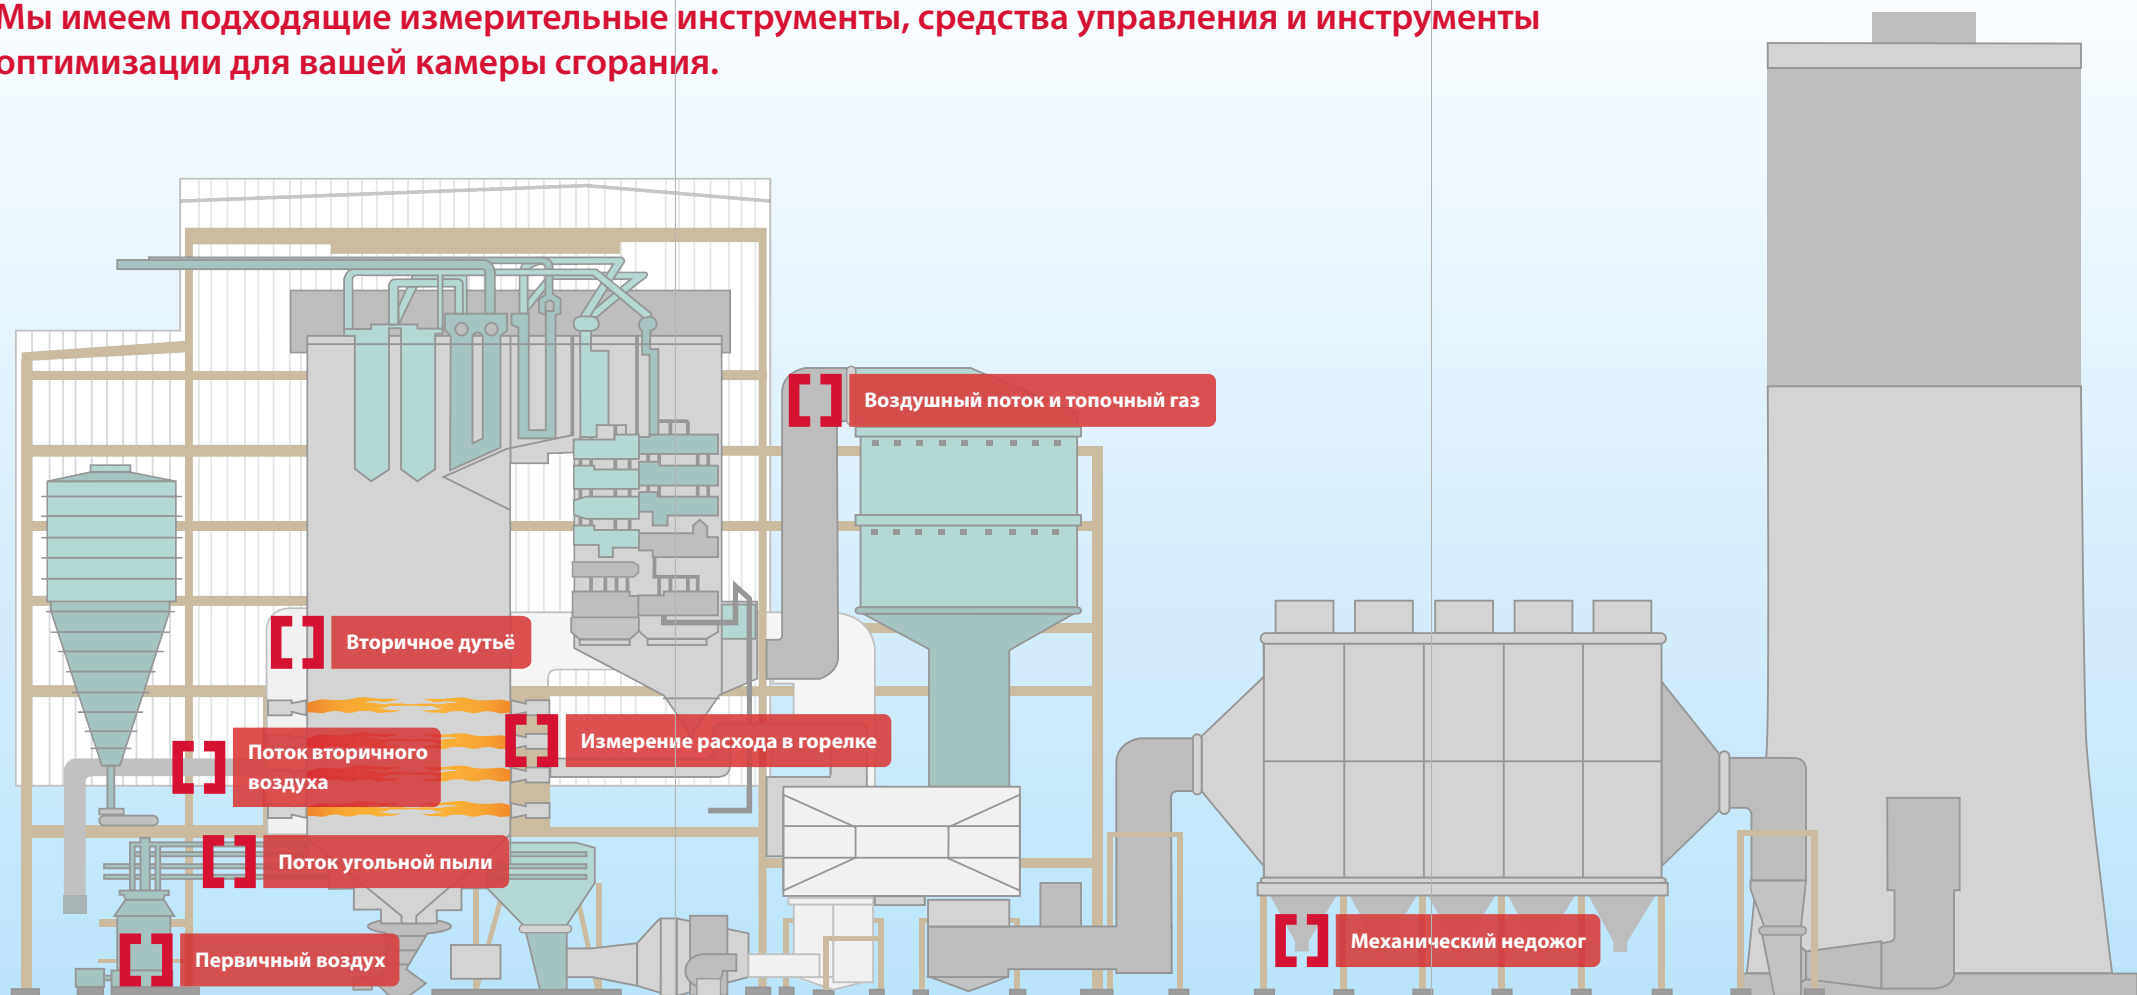 Мы имеем подходящие измерительные инструменты, средства управления и инструменты
оптимизации для вашей камеры сгорания.
Воздушный поток и топочный газ
Вторичное дутьё
Измерение расхода в горелке
Поток вторичного
воздуха
Поток угольной пыли
Механический недожог
Первичный воздух